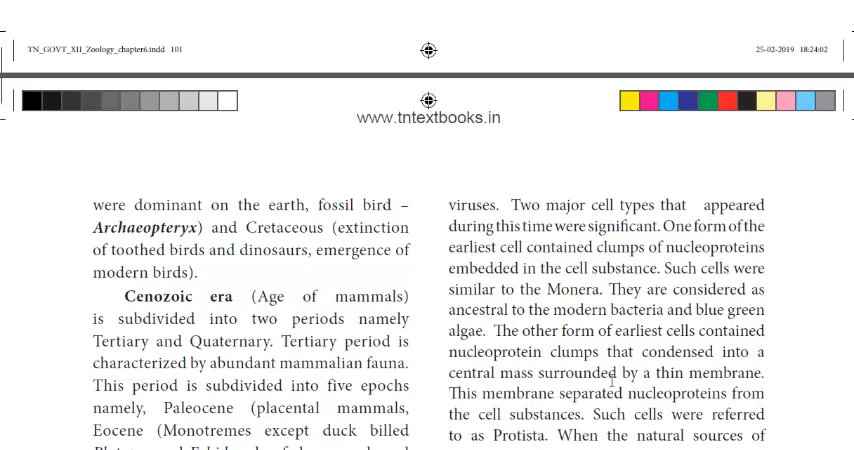 TN_GOVT_XII_Zoology_chapter6.indd 101
25-02-2019 18:24:02
www.tntextbooks.in
were dominant on the earth, fossil bird –
Archaeopteryx) and Cretaceous (extinction
of toothed birds and dinosaurs, emergence of
modern birds).
Cenozoic era (Age of mammals)
is subdivided into two periods namely
Tertiary and Quaternary. Tertiary period is
characterized by abundant mammalian fauna.
This period is subdivided into five epochs
namely, Paleocene (placental mammals,
Eocene (Monotremes except duck billed
viruses. Two major cell types that appeared
during this time were significant. One form of the
earliest cell contained clumps of nucleoproteins
embedded in the cell substance. Such cells were
similar to the Monera. They are considered as
ancestral to the modern bacteria and blue green
algae. The other form of earliest cells contained
nucleoprotein clumps that condensed into a
central mass surrounded by a thin membrane.
This membrane separated nucleoproteins from
the cell substances. Such cells were referred
to as Protista. When the natural sources of